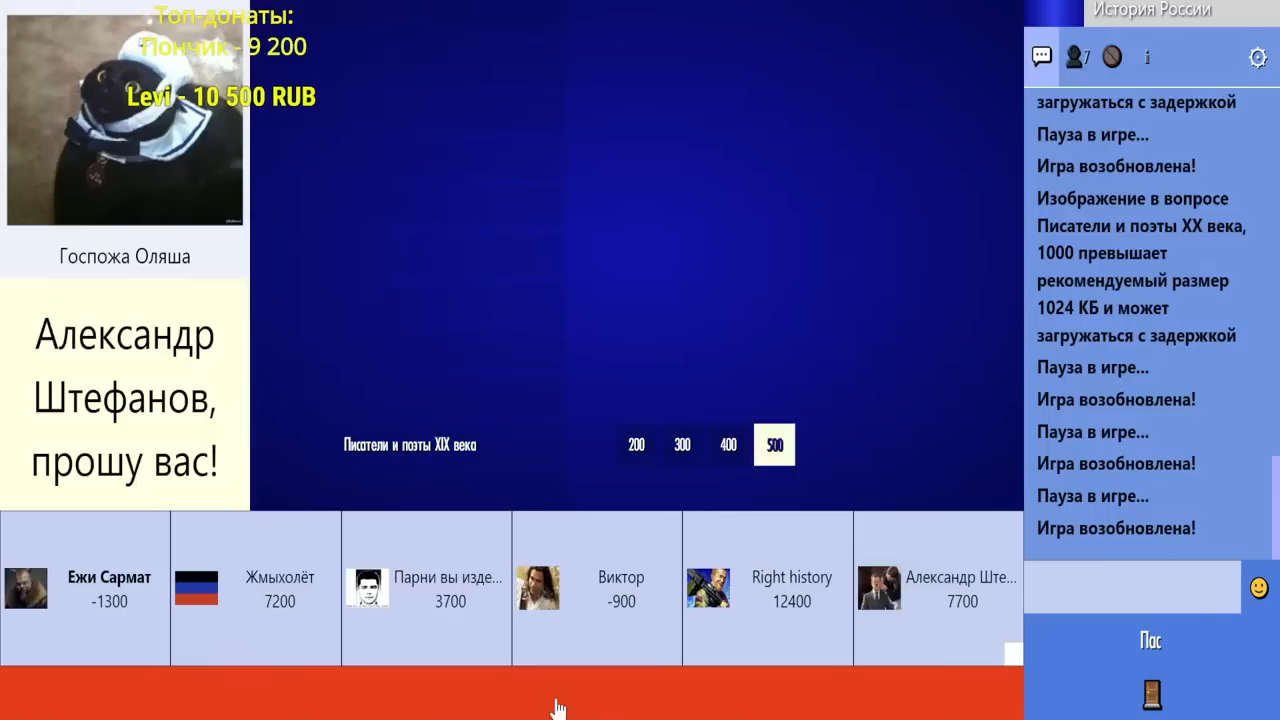 Топ-донаты:
Пончик - 9 200
Levi - 10 500 RUB
Госпожа Оляша
Александр
Штефанов,
прошу вас!
Писатели и поэты XIX века
200 300 400 500
Ежи Сармат
-1300
Жмыхолёт
7200
Парни вы изде...
3700
Виктор
-900
Right history
12400
Александр Ште...
7700
История России
7
i
загружаться с задержкой
Пауза в игре...
Игра возобновлена!
Изображение в вопросе
Писатели и поэты XX века,
1000 превышает
рекомендуемый размер
1024 КБ и может
загружаться с задержкой
Пауза в игре...
Игра возобновлена!
Пауза в игре...
Игра возобновлена!
Пауза в игре...
Игра возобновлена!
Пас